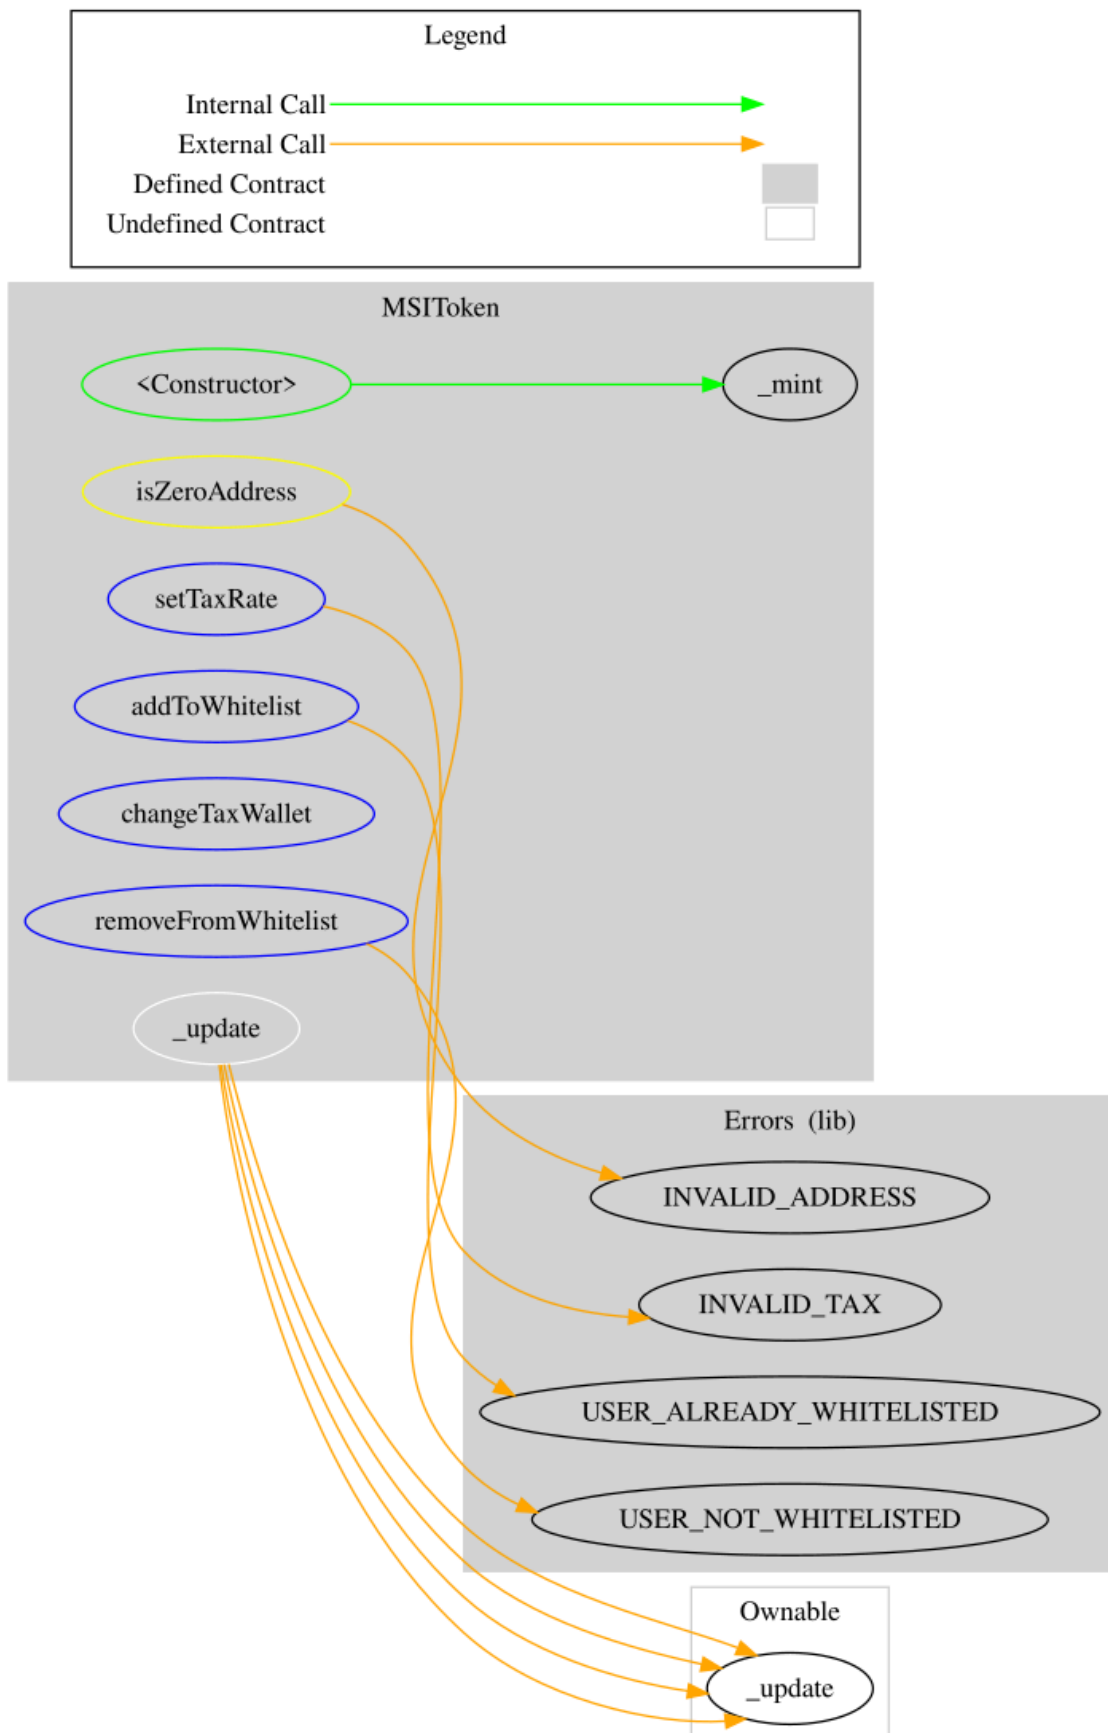 Legend
Internal Call
External Call
Defined Contract
Undefined Contract
MSIToken
<Constructor>
_mint
isZeroAddress
setTaxRate
addToWhitelist
changeTaxWallet
removeFromWhitelist
_update
Errors  (lib)
INVALID_ADDRESS
INVALID_TAX
USER_ALREADY_WHITELISTED
USER_NOT_WHITELISTED
Ownable
_update